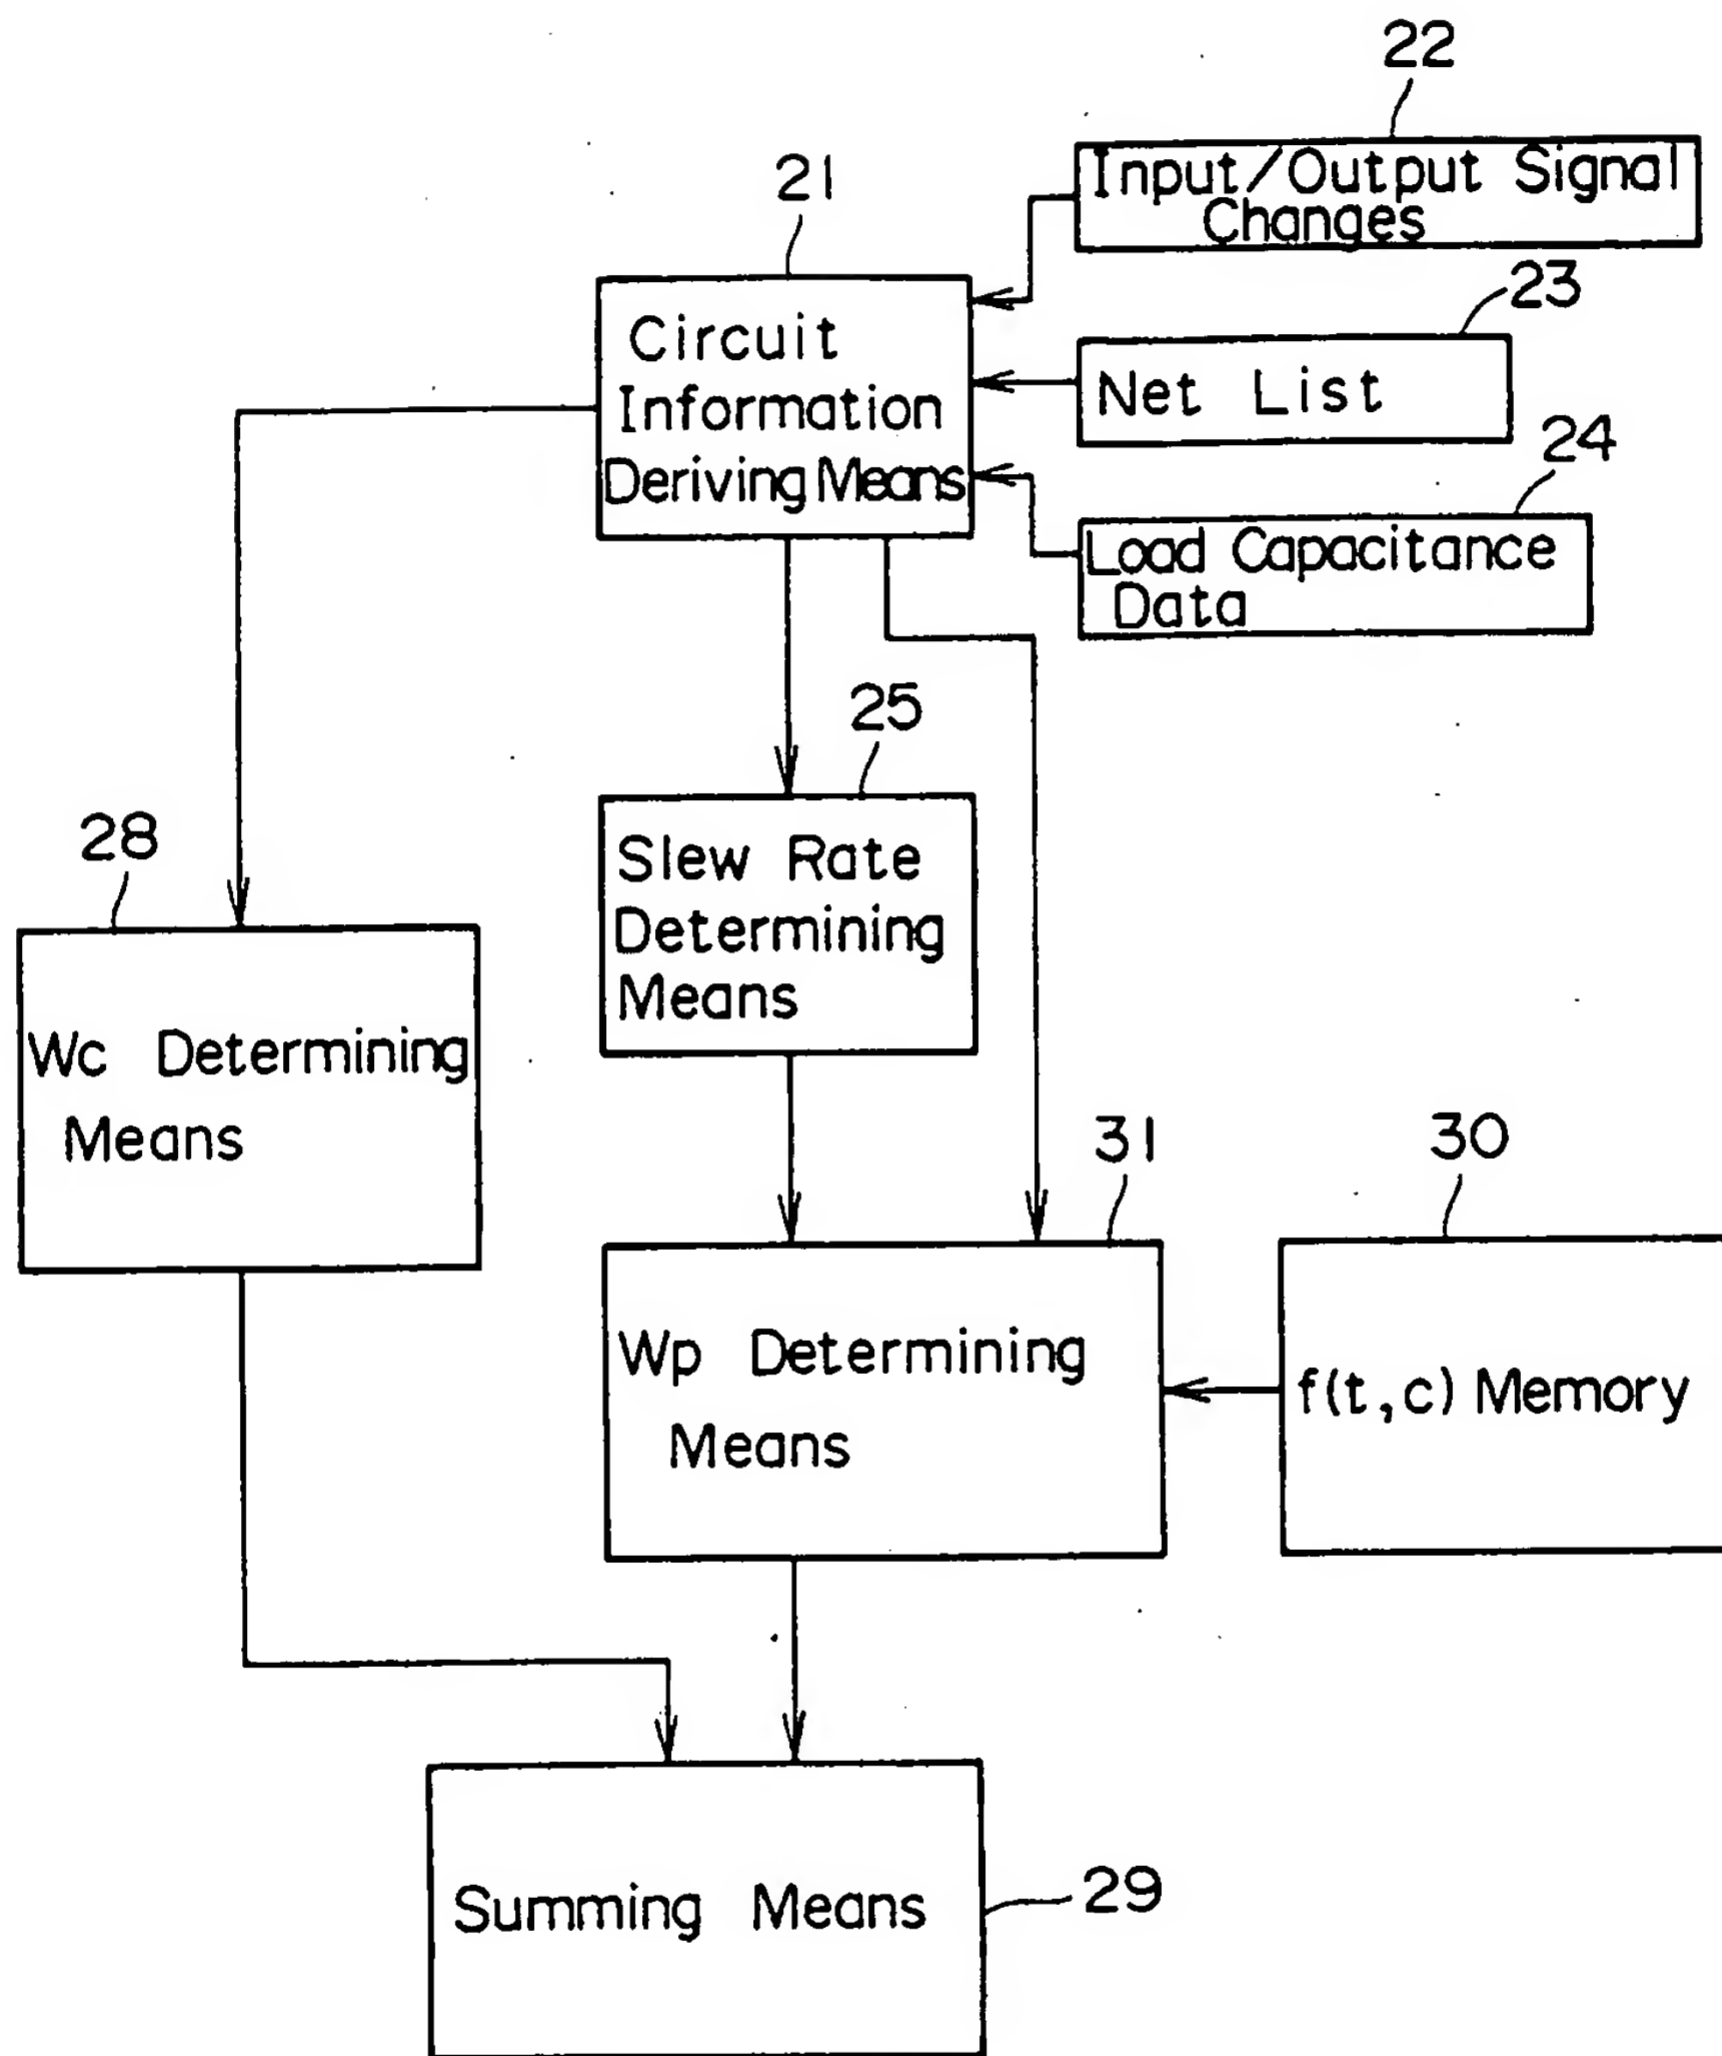 22
Input/Output Signal
Changes
21
23
Circuit
Information
Deriving Means
Net List
24
Load Capacitance
Data
25
28
Slew Rate
Determining
Means
Wc Determining
Means
31
30
Wp Determining
Means
f(t,c) Memory
Summing Means
29